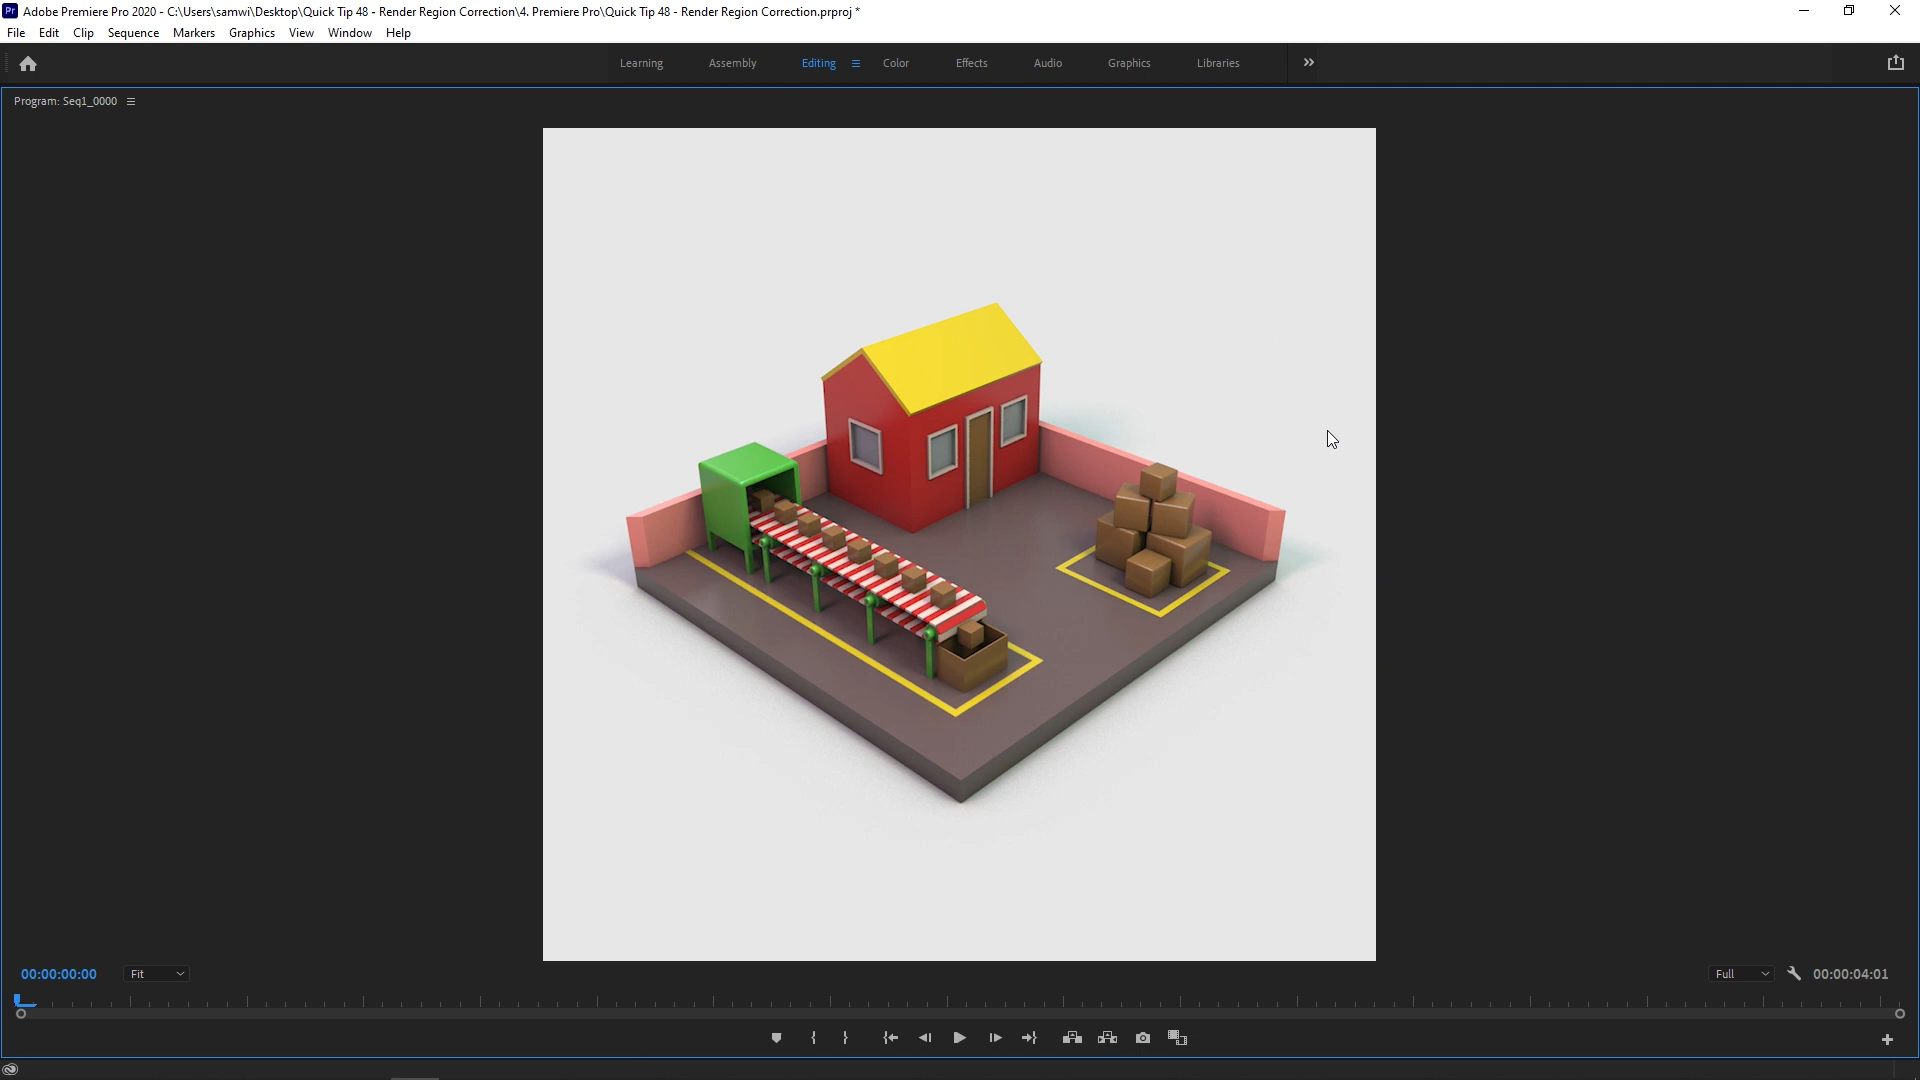 Pr Adobe Premiere Pro 2020 - C:\Users\samwi\Desktop\Quick Tip 48 - Render Region Correction\4. Premiere Pro\Quick Tip 48 - Render Region Correction.prproj *
File Edit Clip Sequence Markers Graphics View Window Help
Learning Assembly Editing Color Effects Audio Graphics Libraries
Program: Seq1_0000
00:00:00:00 Fit Full 00:00:04:01